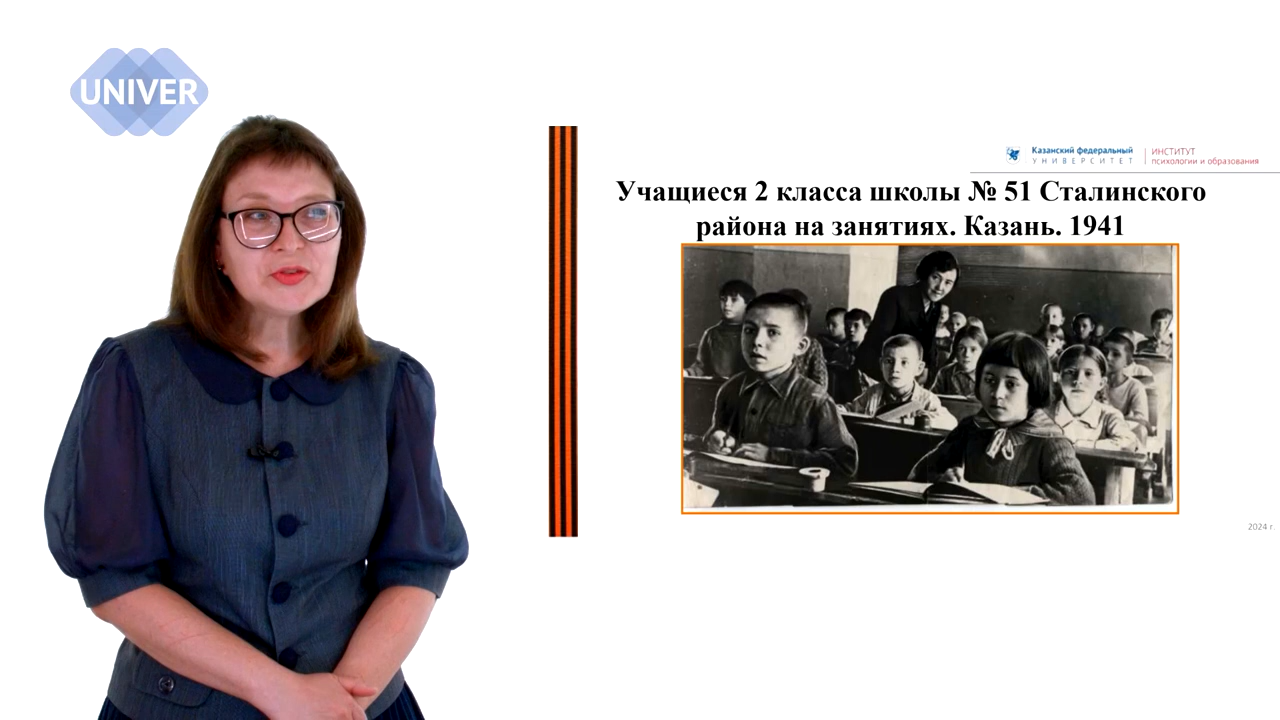 UNIVER
Казанский федеральный
УНИВЕРСИТЕТ
ИНСТИТУТ
психологии и образования
Учащиеся 2 класса школы № 51 Сталинского
района на занятиях. Казань. 1941
2024 г.